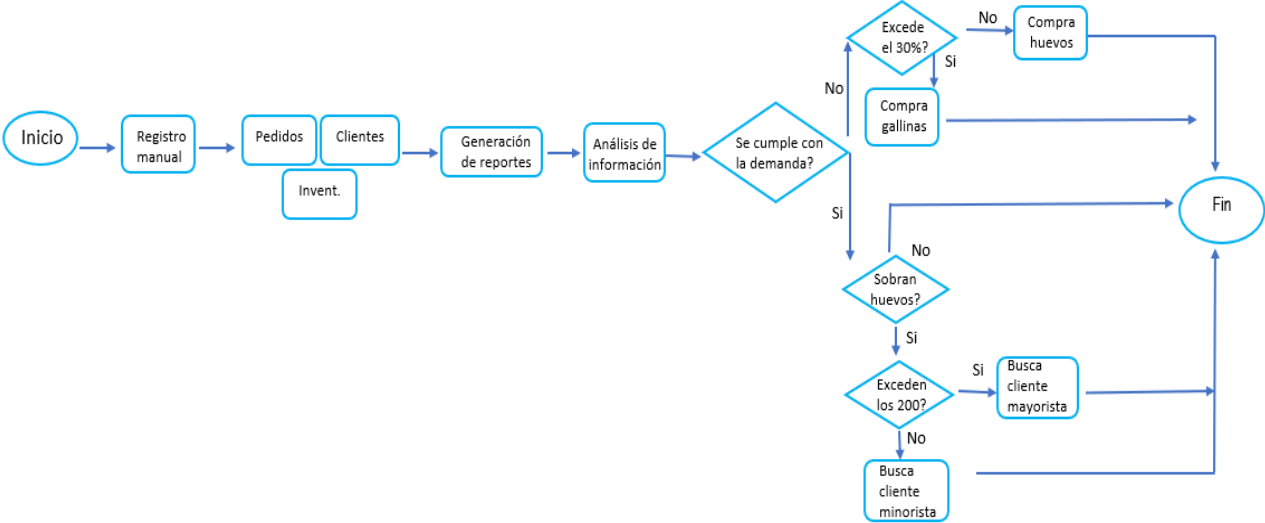 Inicio
Registro
manual
Pedidos
Clientes
Invent.
Generación
de reportes
Análisis de
información
Se cumple con
la demanda?
No
Excede
el 30%?
No
Compra
huevos
Si
Compra
gallinas
Si
Sobran
huevos?
No
Si
Exceden
los 200?
Si
Busca
cliente
mayorista
No
Busca
cliente
minorista
Fin